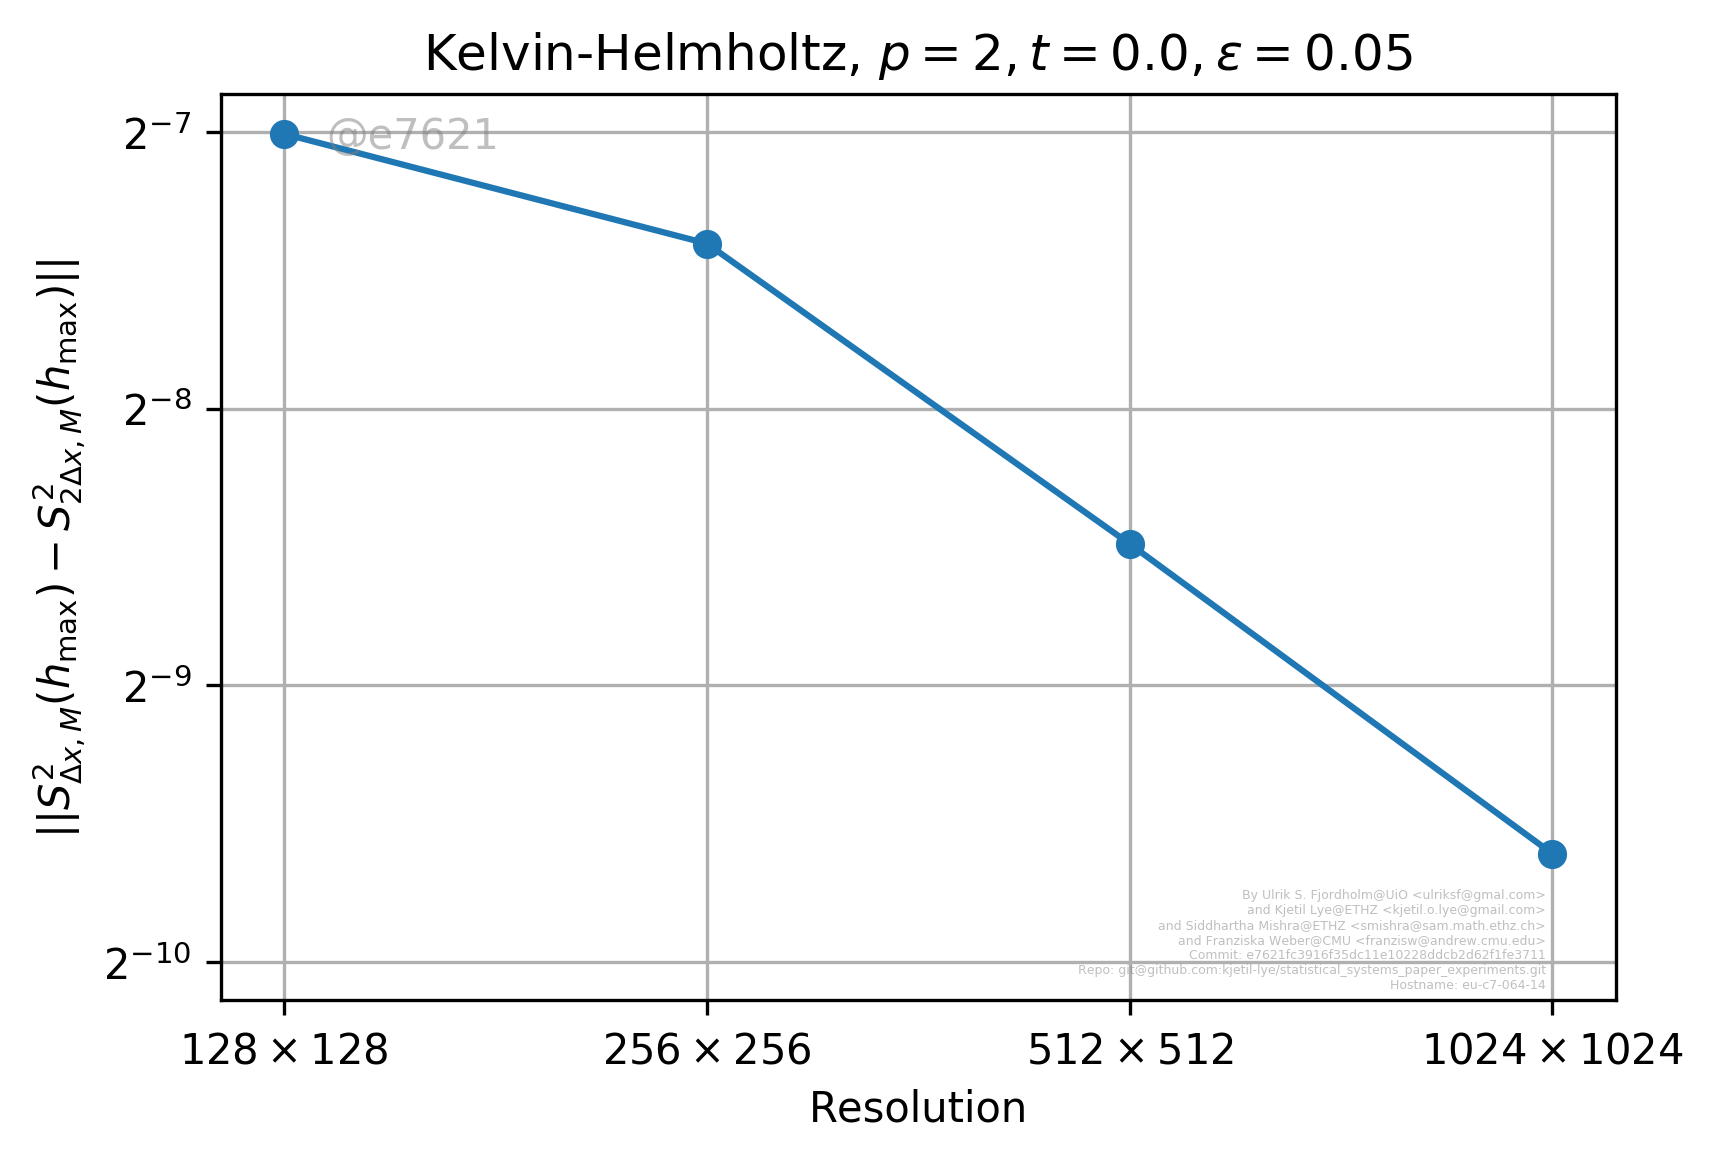 Kelvin-Helmholtz, p = 2, t = 0.0, ε = 0.05
@e7621
2⁻⁷
2⁻⁸
2⁻⁹
2⁻¹⁰
||S²_{Δx,M}(h_max) − S²_{2Δx,M}(h_max)||
By Ulrik S. Fjordholm@UiO <ulriksf@gmal.com>
and Kjetil Lye@ETHZ <kjetil.o.lye@gmail.com>
and Siddhartha Mishra@ETHZ <smishra@sam.math.ethz.ch>
and Franziska Weber@CMU <franzisw@andrew.cmu.edu>
Commit: e7621fc3916f35dc11e10228ddcb2d62f1fe3711
Repo: git@github.com:kjetil-lye/statistical_systems_paper_experiments.git
Hostname: eu-c7-064-14
128 × 128 256 × 256 512 × 512 1024 × 1024
Resolution